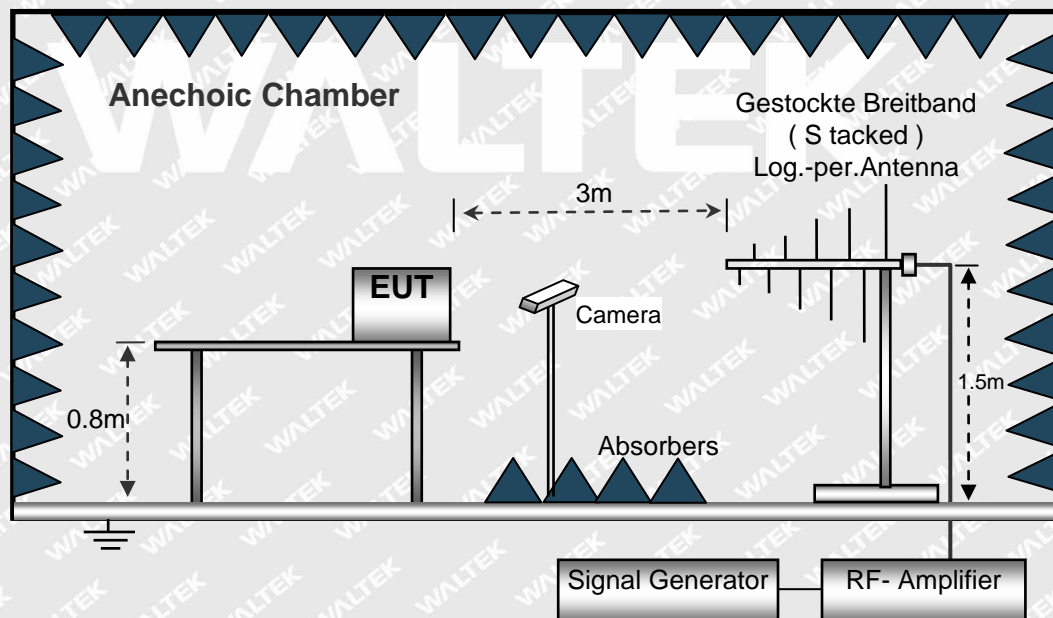 WALTEK
Anechoic Chamber
Gestockte Breitband
( S tacked )
Log.-per.Antenna
3m
EUT
Camera
1.5m
0.8m
Absorbers
Signal Generator
RF- Amplifier